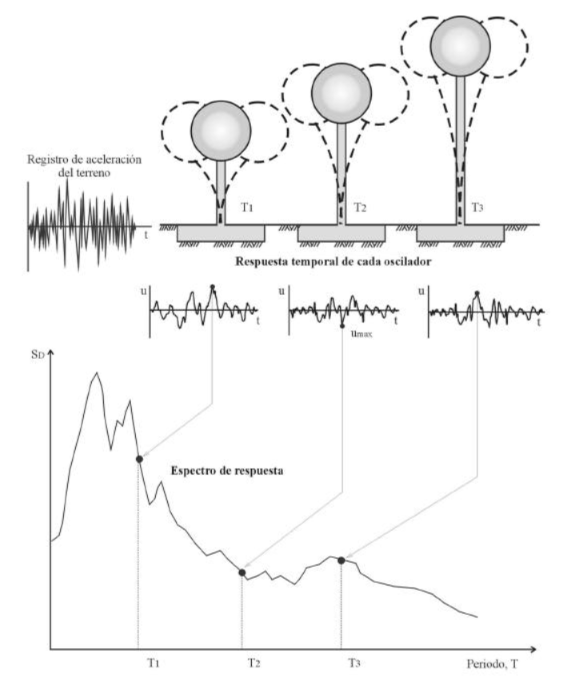 Registro de aceleración
del terreno
t
T1
T2
T3
Respuesta temporal de cada oscilador
u
t
u
umax
t
u
t
SD
Espectro de respuesta
T1
T2
T3
Periodo, T